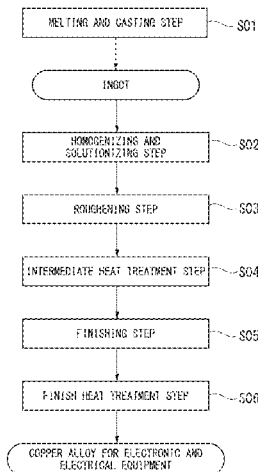 MELTING AND CASTING STEP S01
INGOT
HOMOGENIZING AND
SOLUTIONIZING STEP S02
ROUGHENING STEP S03
INTERMEDIATE HEAT TREATMENT STEP S04
FINISHING STEP S05
FINISH HEAT TREATMENT STEP S06
COPPER ALLOY FOR ELECTRONIC AND
ELECTRICAL EQUIPMENT